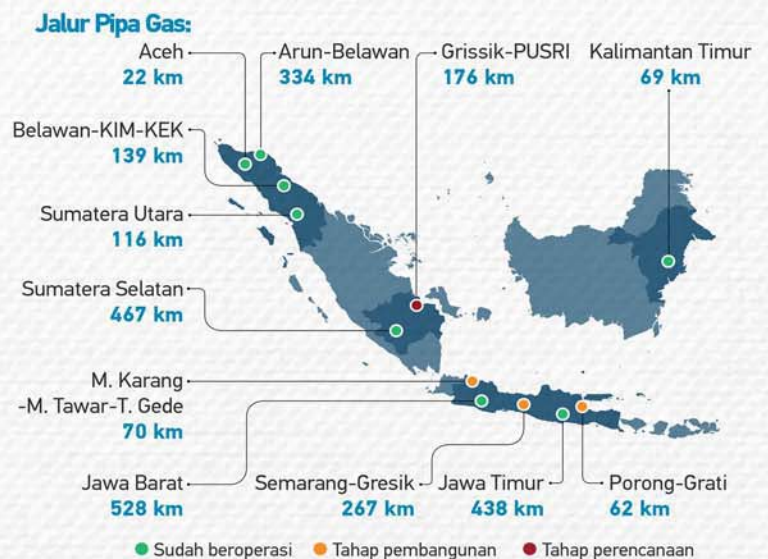 Jalur Pipa Gas:
Aceh
22 km
Arun-Belawan
334 km
Grissik-PUSRI
176 km
Kalimantan Timur
69 km
Belawan-KIM-KEK
139 km
Sumatera Utara
116 km
Sumatera Selatan
467 km
M. Karang
-M. Tawar-T. Gede
70 km
Jawa Barat
528 km
Semarang-Gresik
267 km
Jawa Timur
438 km
Porong-Grati
62 km
Sudah beroperasi
Tahap pembangunan
Tahap perencanaan